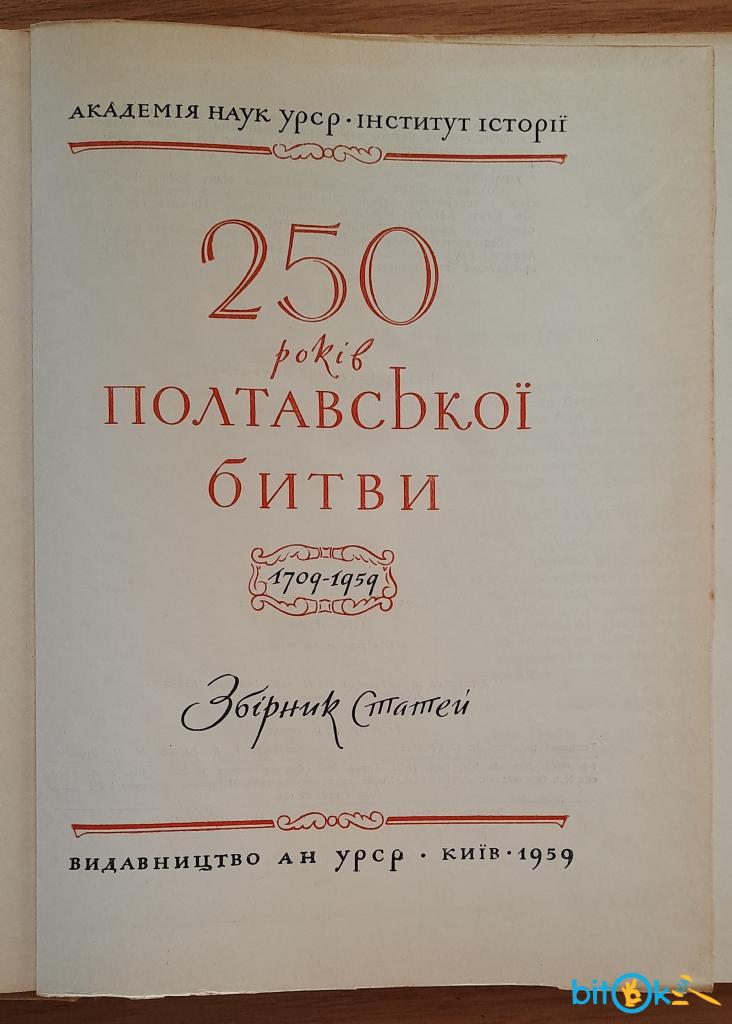 АКАДЕМІЯ НАУК УРСР · ІНСТИТУТ ІСТОРІЇ
250
років
ПОЛТАВСЬКОЇ
БИТВИ
1709-1959
Збірник Статей
ВИДАВНИЦТВО АН УРСР · КИЇВ · 1959
bitok